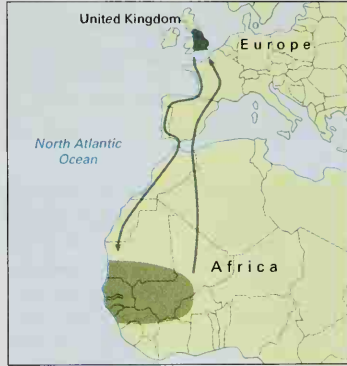 United Kingdom
Europe
North Atlantic
Ocean
Africa